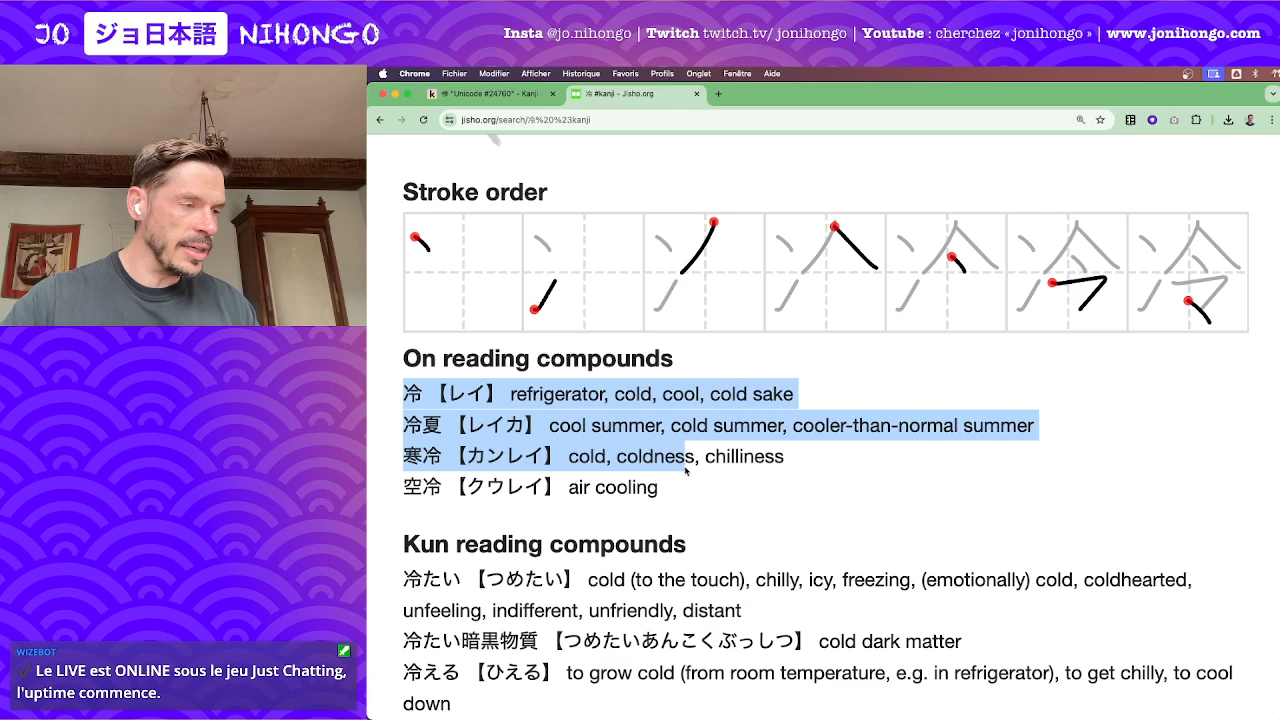 JO ジョ日本語 NIHONGO
Insta @jo.nihongo | Twitch twitch.tv/jonihongo | Youtube : cherchez « jonihongo » | www.jonihongo.com
Chrome Fichier Modifier Afficher Historique Favoris Profils Onglet Fenêtre Aide
"Unicode #24760" - Kanji
冷 #kanji - Jisho.org
jisho.org/search/冷%20%23kanji
Stroke order
On reading compounds
冷 【レイ】 refrigerator, cold, cool, cold sake
冷夏 【レイカ】 cool summer, cold summer, cooler-than-normal summer
寒冷 【カンレイ】 cold, coldness, chilliness
空冷 【クウレイ】 air cooling
Kun reading compounds
冷たい 【つめたい】 cold (to the touch), chilly, icy, freezing, (emotionally) cold, coldhearted,
unfeeling, indifferent, unfriendly, distant
冷たい暗黒物質 【つめたいあんこくぶっしつ】 cold dark matter
冷える 【ひえる】 to grow cold (from room temperature, e.g. in refrigerator), to get chilly, to cool
down
WIZEBOT
Le LIVE est ONLINE sous le jeu Just Chatting,
l'uptime commence.